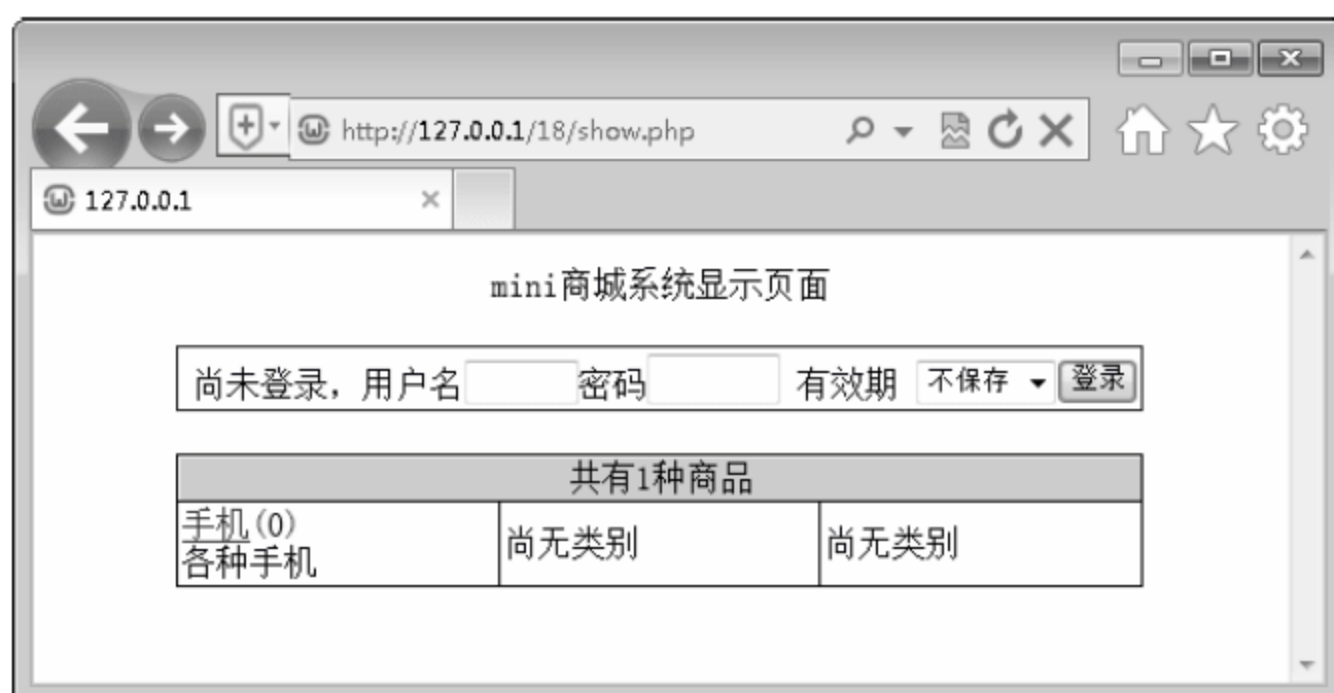 http://127.0.0.1/18/show.php
127.0.0.1
mini商城系统显示页面
尚未登录，用户名 密码 有效期 不保存 登录
共有1种商品
手机(0)
各种手机
尚无类别
尚无类别